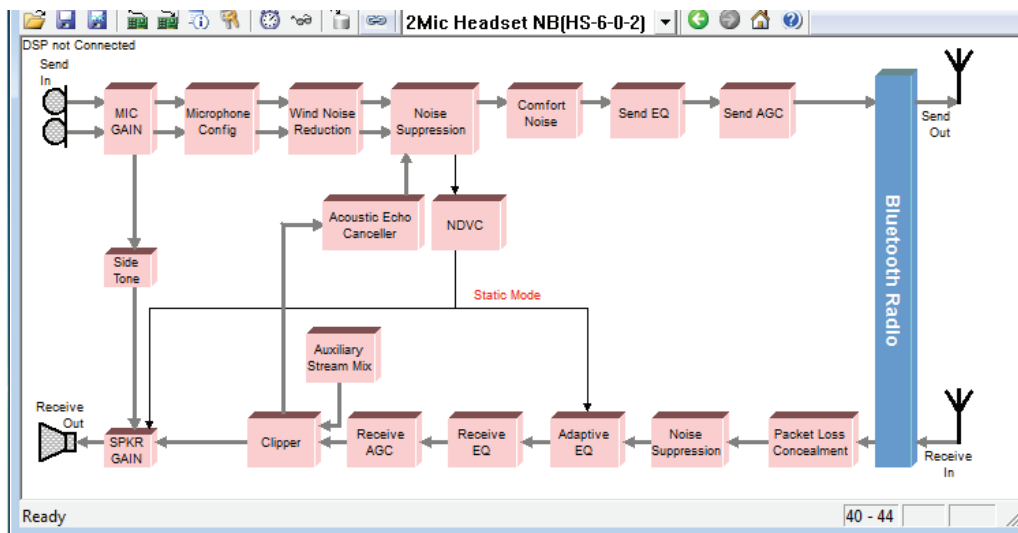 2Mic Headset NB(HS-6-0-2)
DSP not Connected
Send
In
MIC
GAIN
Microphone
Config
Wind Noise
Reduction
Noise
Suppression
Comfort
Noise
Send EQ
Send AGC
Send
Out
Bluetooth Radio
Acoustic Echo
Canceller
NDVC
Side
Tone
Static Mode
Auxiliary
Stream Mix
Receive
Out
SPKR
GAIN
Clipper
Receive
AGC
Receive
EQ
Adaptive
EQ
Noise
Suppression
Packet Loss
Concealment
Receive
In
Ready
40 - 44